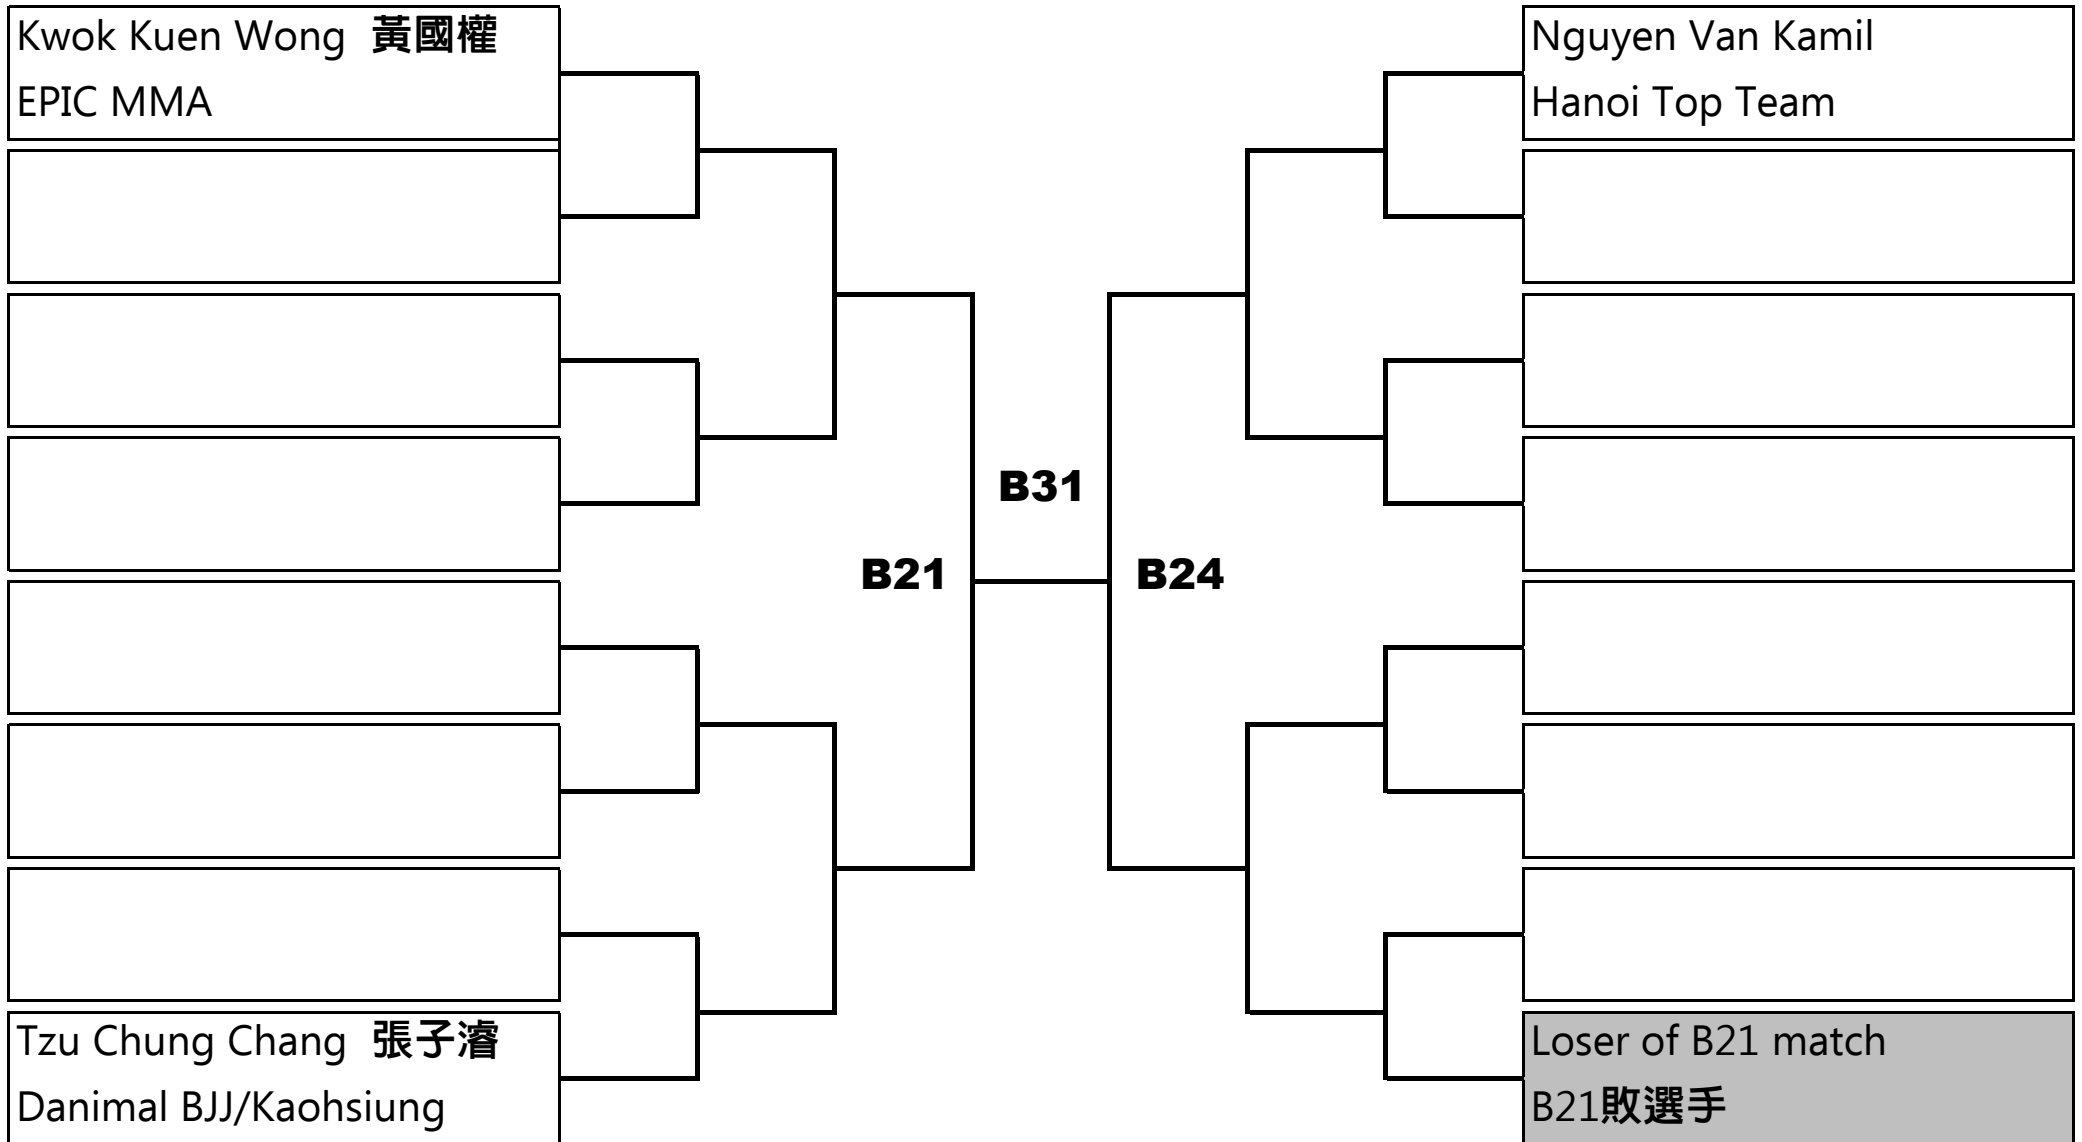 Kwok Kuen Wong 黃國權
EPIC MMA
Nguyen Van Kamil
Hanoi Top Team
B31
B21
B24
Tzu Chung Chang 張子濬
Danimal BJJ/Kaohsiung
Loser of B21 match
B21敗選手